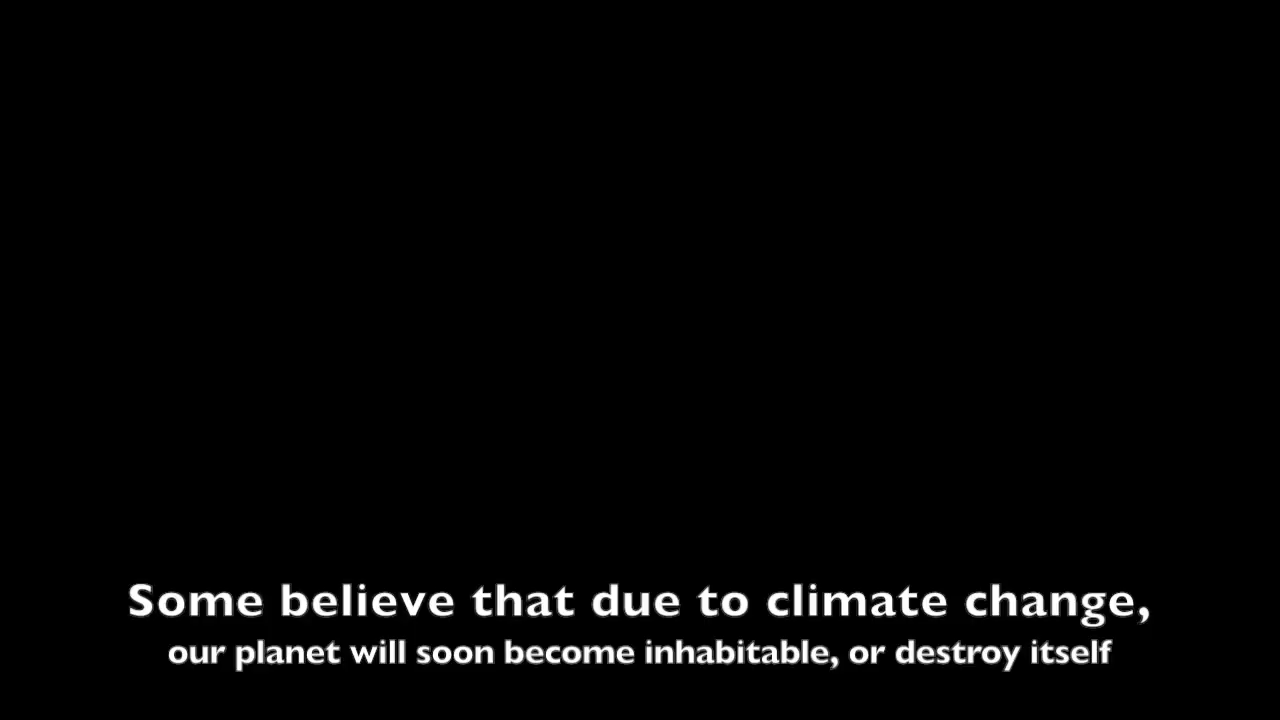 Some believe that due to climate change,
our planet will soon become inhabitable, or destroy itself